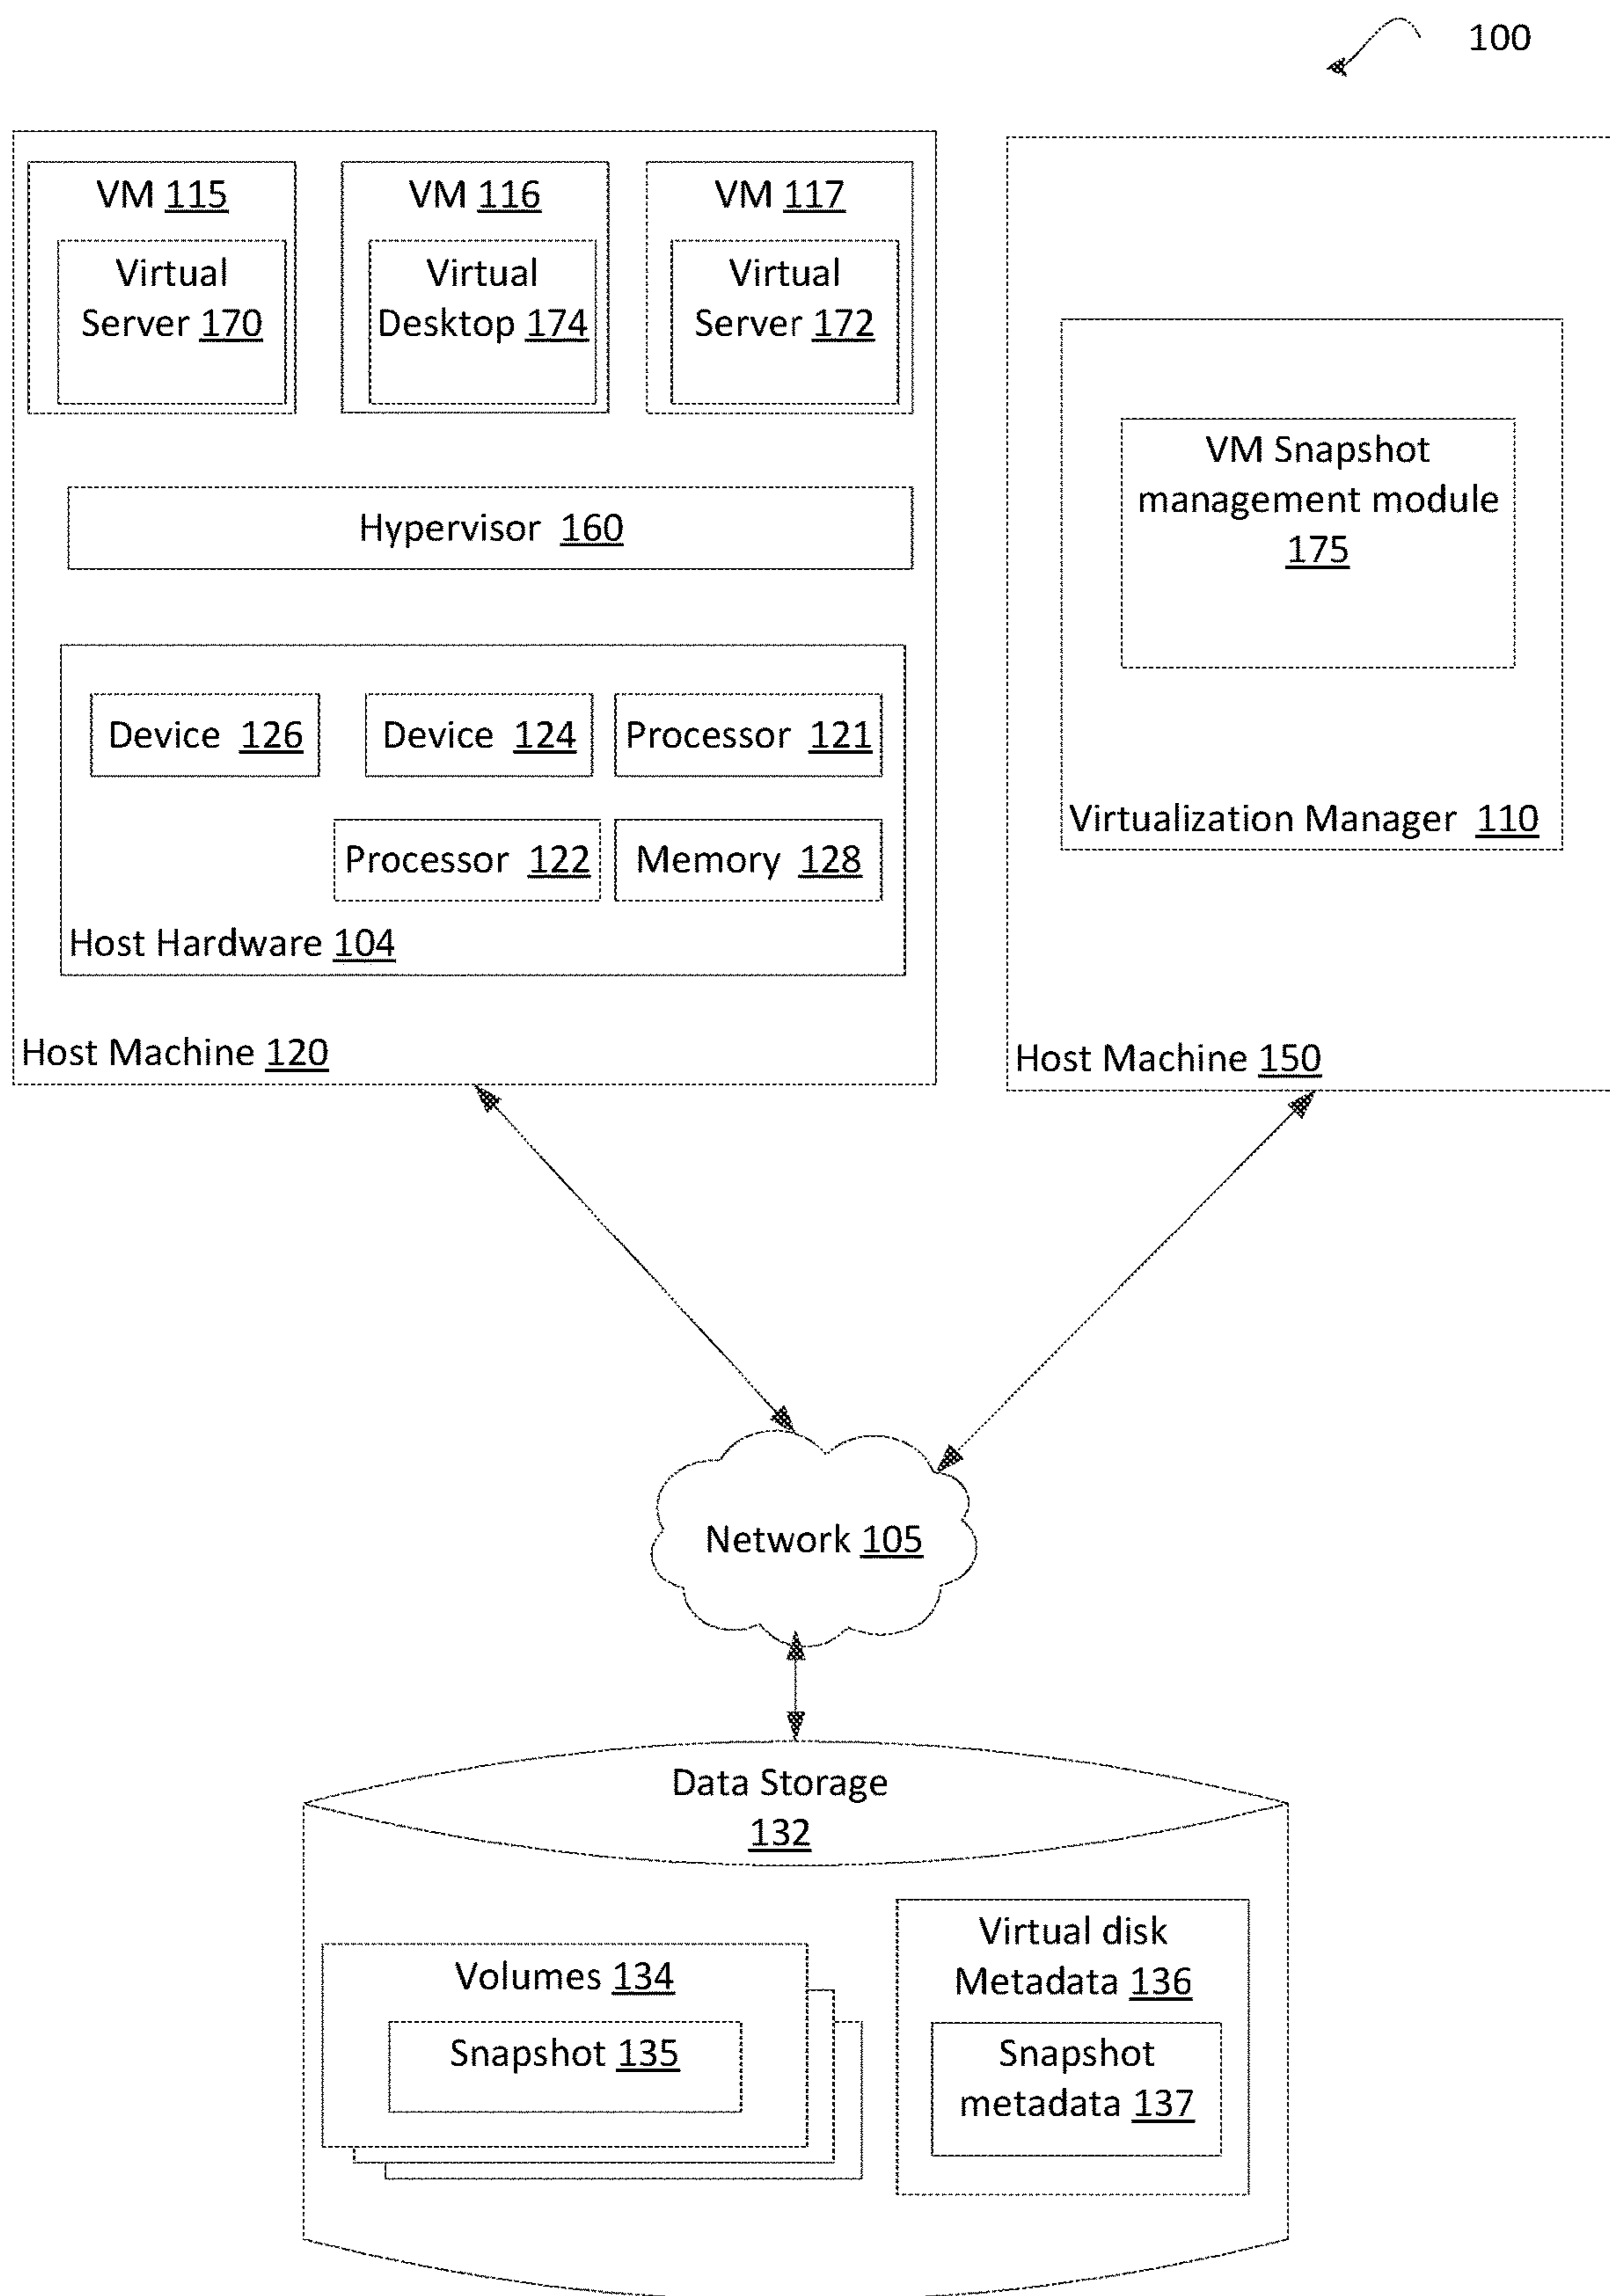 100
VM 115
Virtual
Server 170
VM 116
Virtual
Desktop 174
VM 117
Virtual
Server 172
Hypervisor 160
Device 126
Device 124
Processor 121
Processor 122
Memory 128
Host Hardware 104
Host Machine 120
VM Snapshot
management module
175
Virtualization Manager 110
Host Machine 150
Network 105
Data Storage
132
Volumes 134
Snapshot 135
Virtual disk
Metadata 136
Snapshot
metadata 137